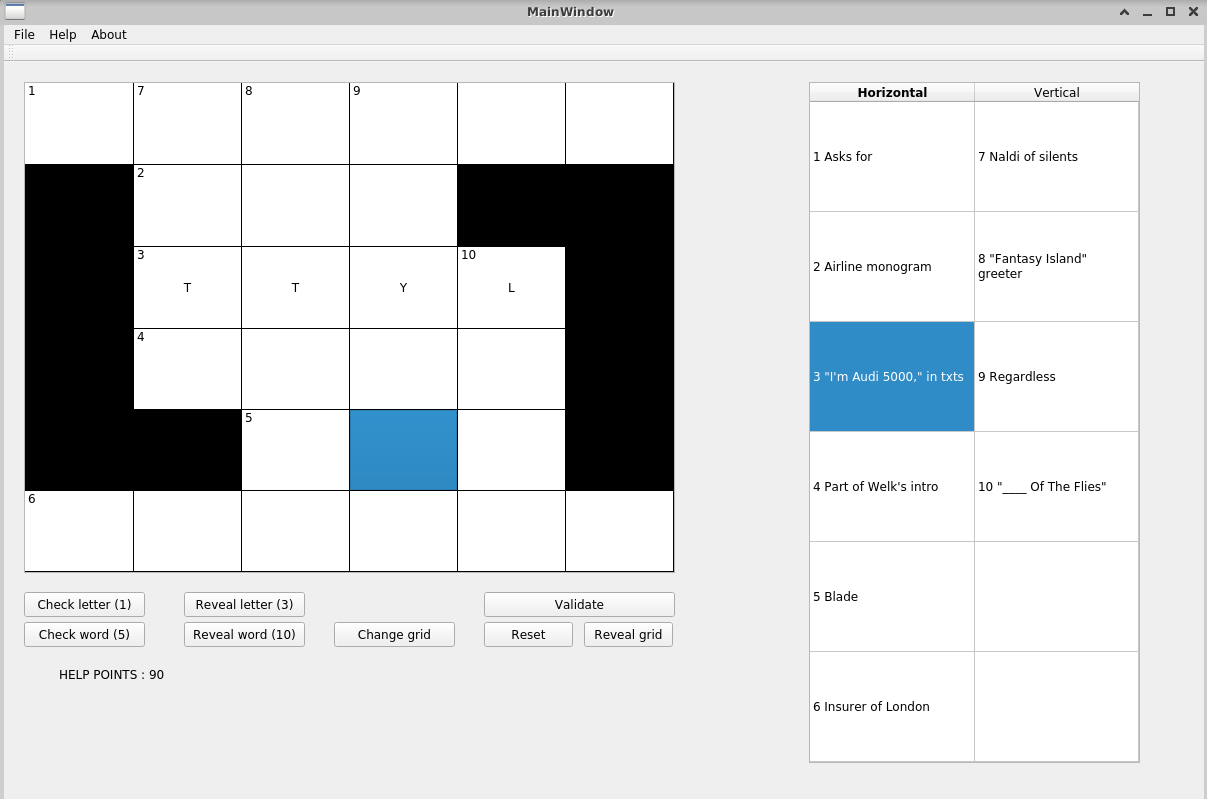 MainWindow
File Help About
1 7 8 9
2
3 10
T T Y L
4
5
6
Check letter (1) Reveal letter (3) Validate
Check word (5) Reveal word (10) Change grid Reset Reveal grid
HELP POINTS : 90
Horizontal Vertical
1 Asks for 7 Naldi of silents
2 Airline monogram 8 "Fantasy Island"
greeter
3 "I'm Audi 5000," in txts 9 Regardless
4 Part of Welk's intro 10 "____ Of The Flies"
5 Blade
6 Insurer of London